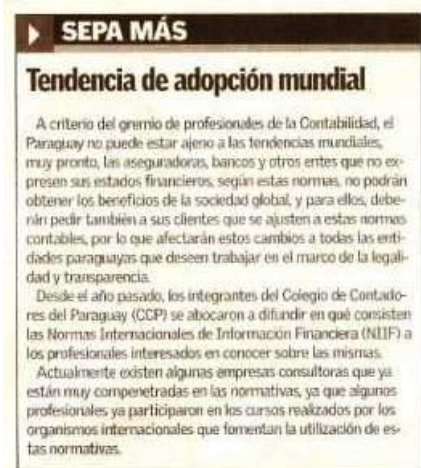 SEPA MÁS
Tendencia de adopción mundial
A criterio del gremio de profesionales de la Contabilidad, el
Paraguay no puede estar ajeno a las tendencias mundiales,
muy pronto, las aseguradoras, bancos y otros entes que no ex-
presen sus estados financieros, según estas normas, no podrán
obtener los beneficios de la sociedad global, y para ellos, debe-
rán pedir también a sus clientes que se ajusten a estas normas
contables, por lo que afectarán estos cambios a todas las enti-
dades paraguayas que deseen trabajar en el marco de la legali-
dad y transparencia.
Desde el año pasado, los integrantes del Colegio de Contado-
res del Paraguay (CCP) se abocaron a difundir en qué consisten
las Normas Internacionales de Información Financiera (NIIF) a
los profesionales interesados en conocer sobre las mismas.
Actualmente existen algunas empresas consultoras que ya
están muy compenetradas en las normativas, ya que algunos
profesionales ya participaron en los cursos realizados por los
organismos internacionales que fomentan la utilización de es-
tas normativas.